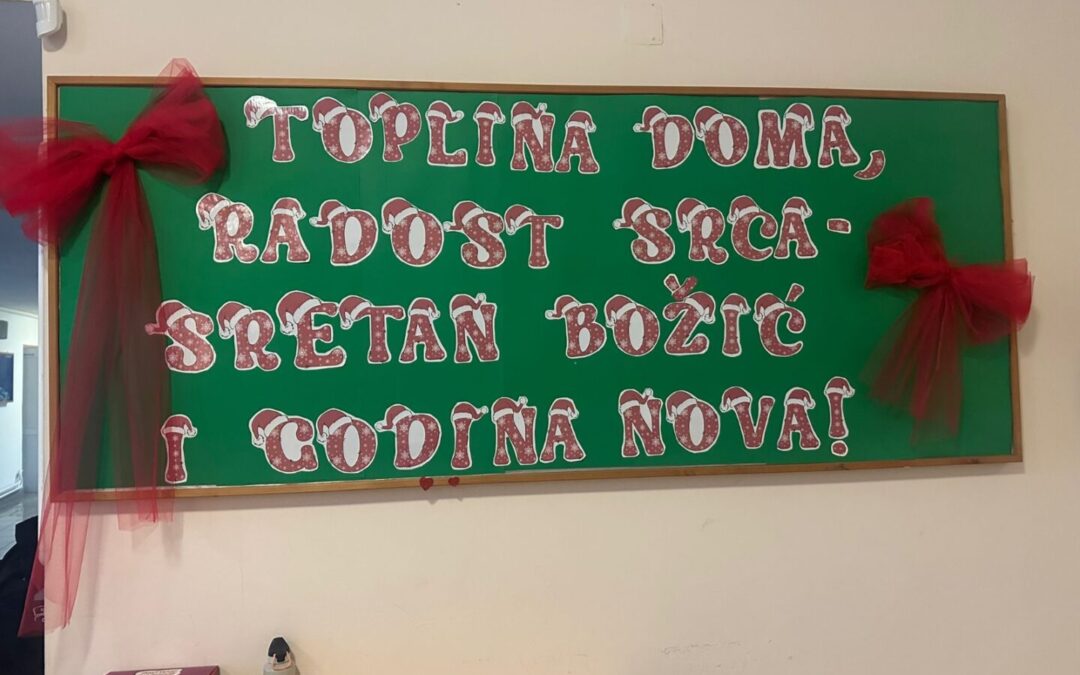 TOPLINA DOMA,
RADOST SRCA-
SRETAN BOŽIĆ
I GODINA NOVA!